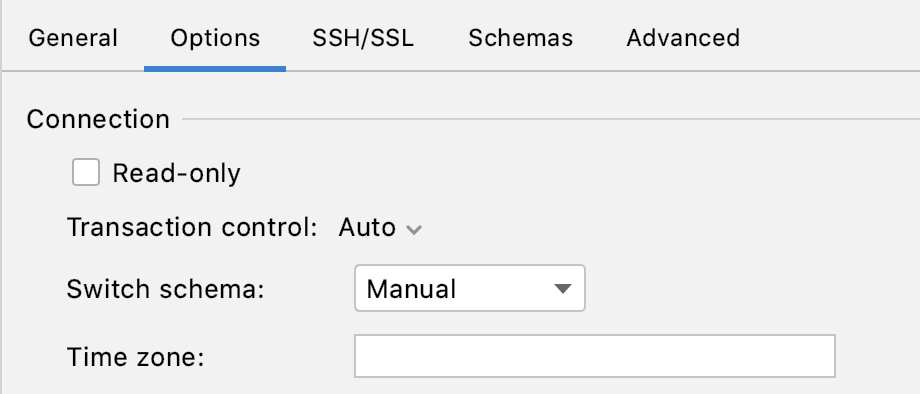 General Options SSH/SSL Schemas Advanced
Connection
Read-only
Transaction control: Auto
Switch schema: Manual
Time zone: